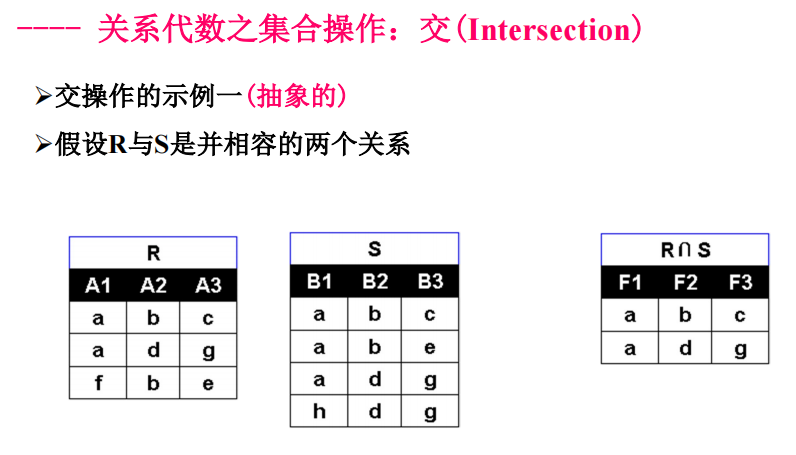 ---- 关系代数之集合操作：交(Intersection)
➢交操作的示例一(抽象的)
➢假设R与S是并相容的两个关系
R
A1 A2 A3
a b c
a d g
f b e
S
B1 B2 B3
a b c
a b e
a d g
h d g
R∩S
F1 F2 F3
a b c
a d g